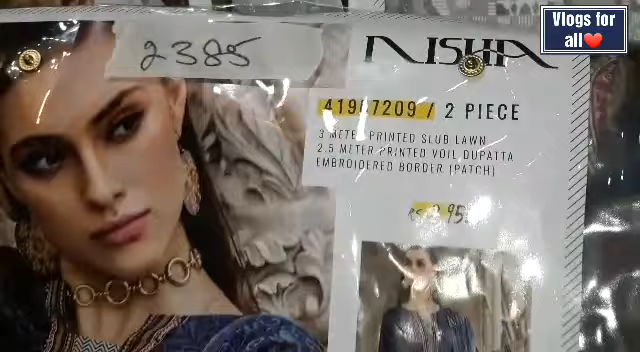 Vlogs for
all❤️
2385
NISHA
/ 2 PIECE
3 METER PRINTED SLUB LAWN
2.5 METER PRINTED VOIL DUPATTA
EMBROIDERED BORDER (PATCH)